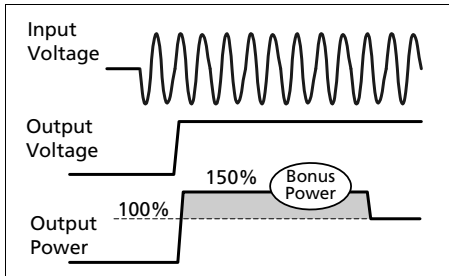 Input
Voltage
Output
Voltage
150%
Bonus
Power
100%
Output
Power